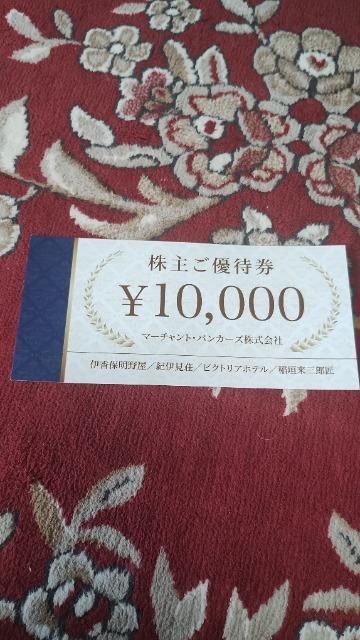 株主ご優待券
¥10,000
マーチャント・バンカーズ株式会社
伊香保明野屋／紀伊見荘／ビクトリアホテル／稲垣来三郎匠